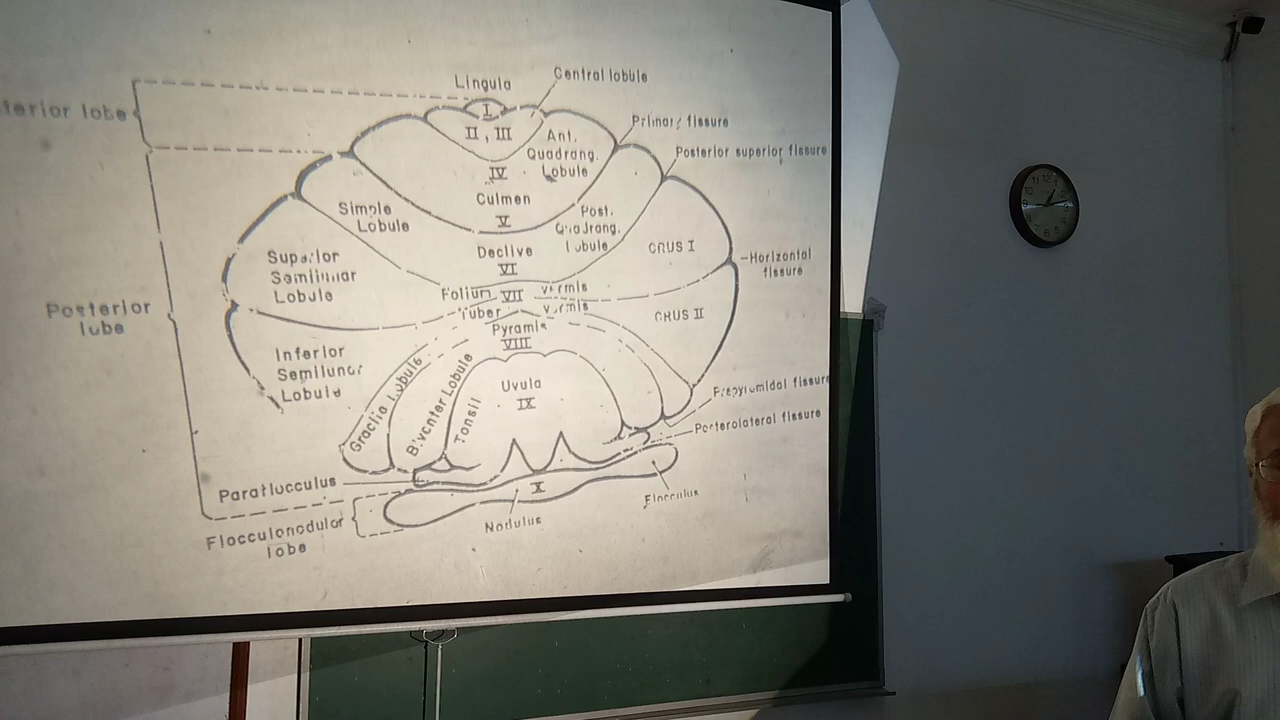 Lingula
Central lobule
terior lobe
I
II, III
Ant.
Quadrang.
Lobule
Primary fissure
Posterior superior fissure
IV
Culmen
V
Simple
Lobule
Post.
Quadrang.
Lobule
Superior
Semilunar
Lobule
Declive
VI
CRUS I
Horizontal
fissure
Folium VII vermis
Tuber vermis
Posterior
lobe
CRUS II
Pyramis
VIII
Inferior
Semilunar
Lobule
Gracile Lobule
Biventer Lobule
Tonsil
Uvula
IX
Prepyramidal fissure
Posterolateral fissure
Paraflocculus
X
Flocculus
Nodulus
Flocculonodular
lobe